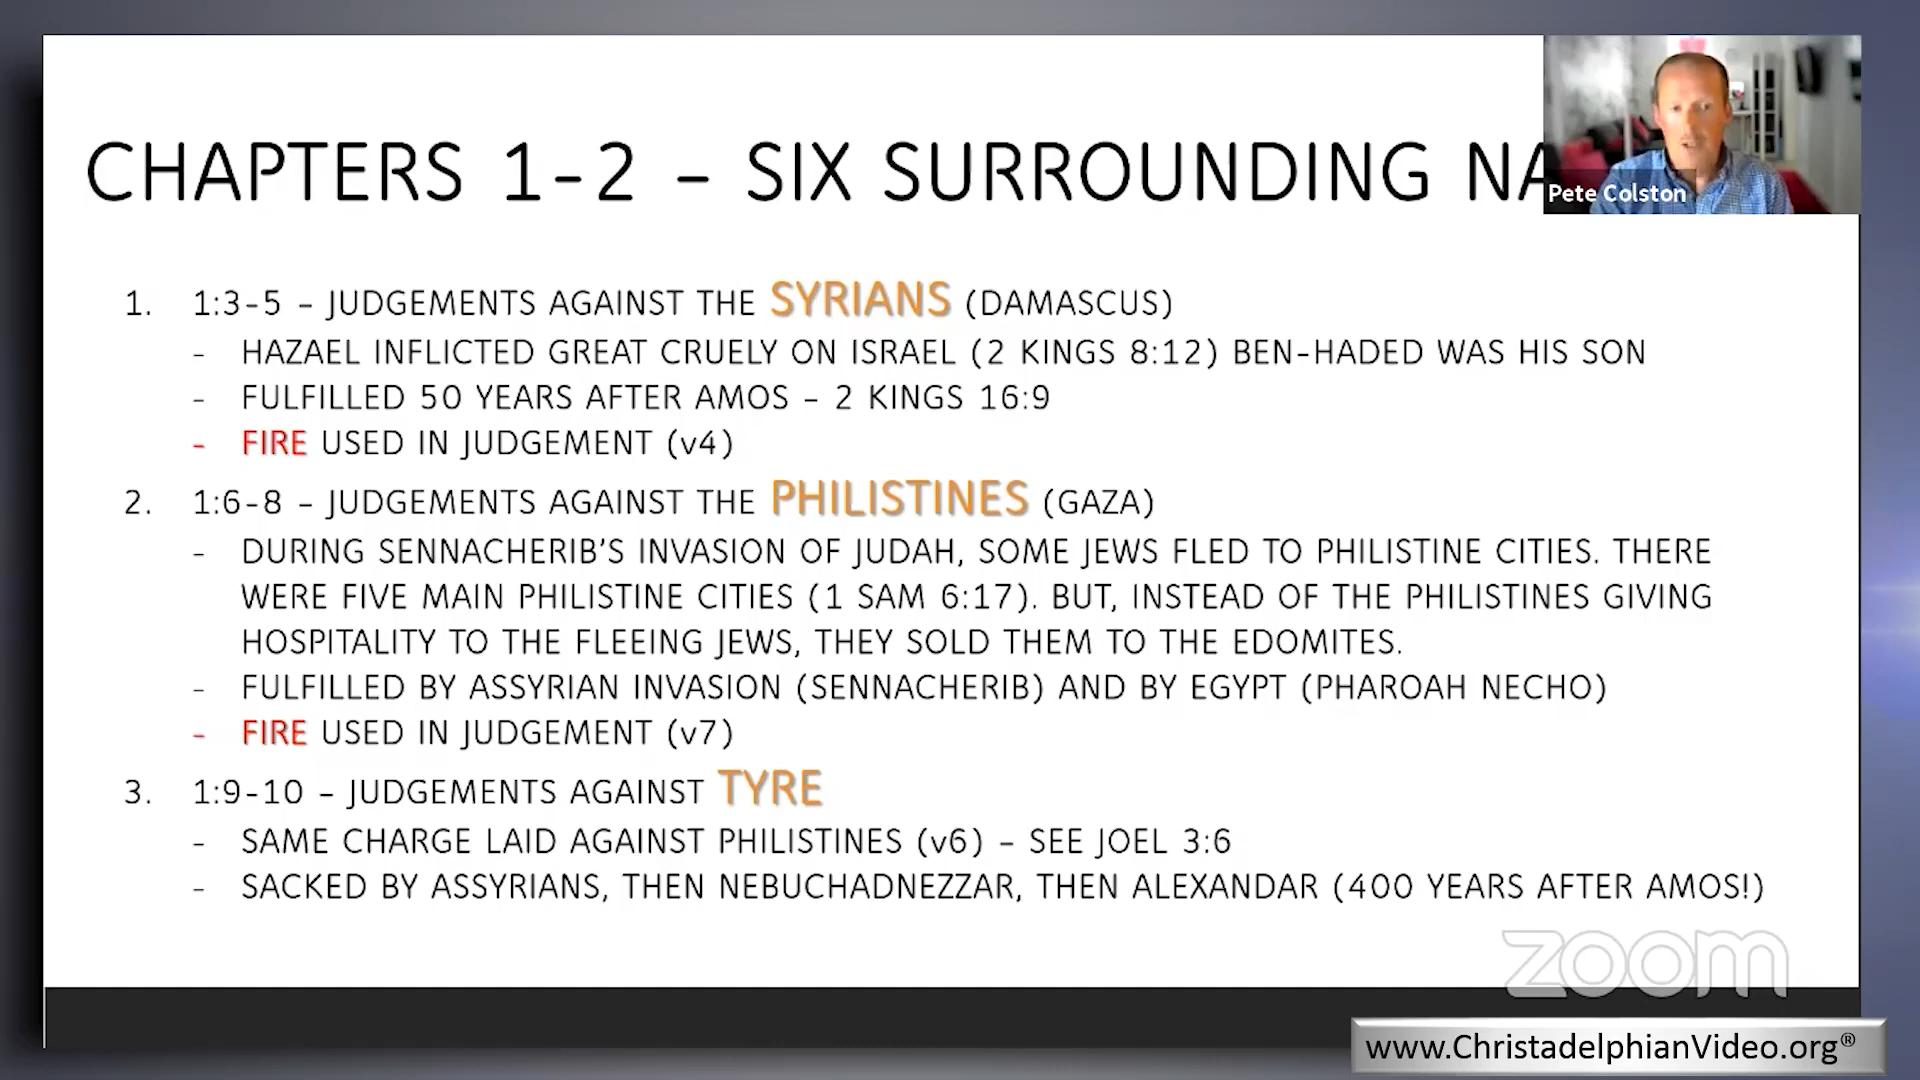 CHAPTERS 1-2 – SIX SURROUNDING NA
Pete Colston
1. 1:3-5 – JUDGEMENTS AGAINST THE SYRIANS (DAMASCUS)
- HAZAEL INFLICTED GREAT CRUELY ON ISRAEL (2 KINGS 8:12) BEN-HADED WAS HIS SON
- FULFILLED 50 YEARS AFTER AMOS – 2 KINGS 16:9
- FIRE USED IN JUDGEMENT (v4)
2. 1:6-8 – JUDGEMENTS AGAINST THE PHILISTINES (GAZA)
- DURING SENNACHERIB'S INVASION OF JUDAH, SOME JEWS FLED TO PHILISTINE CITIES. THERE
WERE FIVE MAIN PHILISTINE CITIES (1 SAM 6:17). BUT, INSTEAD OF THE PHILISTINES GIVING
HOSPITALITY TO THE FLEEING JEWS, THEY SOLD THEM TO THE EDOMITES.
- FULFILLED BY ASSYRIAN INVASION (SENNACHERIB) AND BY EGYPT (PHAROAH NECHO)
- FIRE USED IN JUDGEMENT (v7)
3. 1:9-10 – JUDGEMENTS AGAINST TYRE
- SAME CHARGE LAID AGAINST PHILISTINES (v6) – SEE JOEL 3:6
- SACKED BY ASSYRIANS, THEN NEBUCHADNEZZAR, THEN ALEXANDAR (400 YEARS AFTER AMOS!)
zoom
www.ChristadelphianVideo.org®